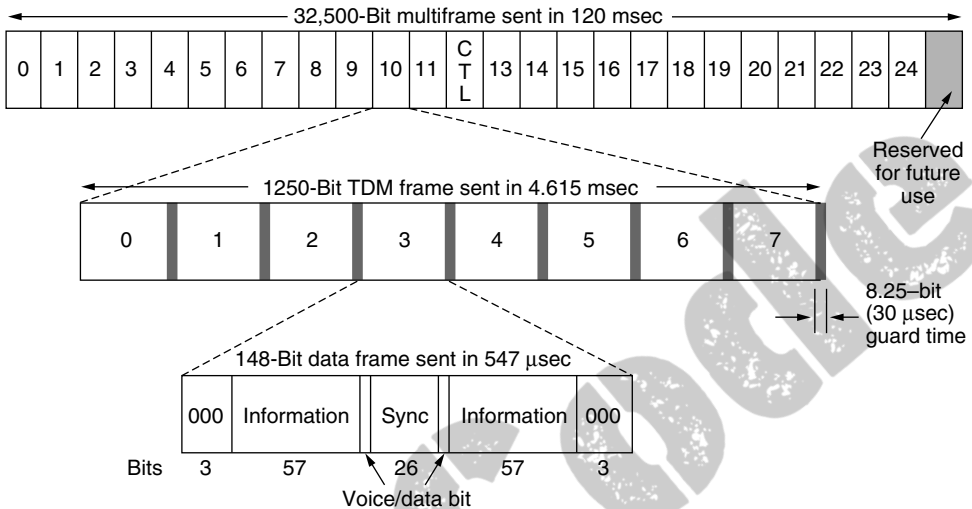 32,500-Bit multiframe sent in 120 msec
0 1 2 3 4 5 6 7 8 9 10 11 CTL 13 14 15 16 17 18 19 20 21 22 23 24
Reserved
for future
use
1250-Bit TDM frame sent in 4.615 msec
0 1 2 3 4 5 6 7
8.25–bit
(30 μsec)
guard time
148-Bit data frame sent in 547 μsec
000 Information Sync Information 000
Bits 3 57 26 57 3
Voice/data bit